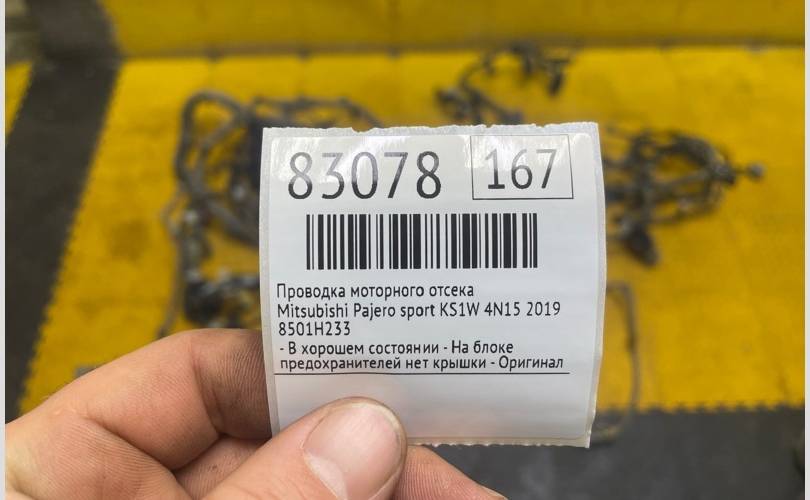 83078 167
Проводка моторного отсека
Mitsubishi Pajero sport KS1W 4N15 2019
8501H233
- В хорошем состоянии - На блоке
предохранителей нет крышки - Оригинал